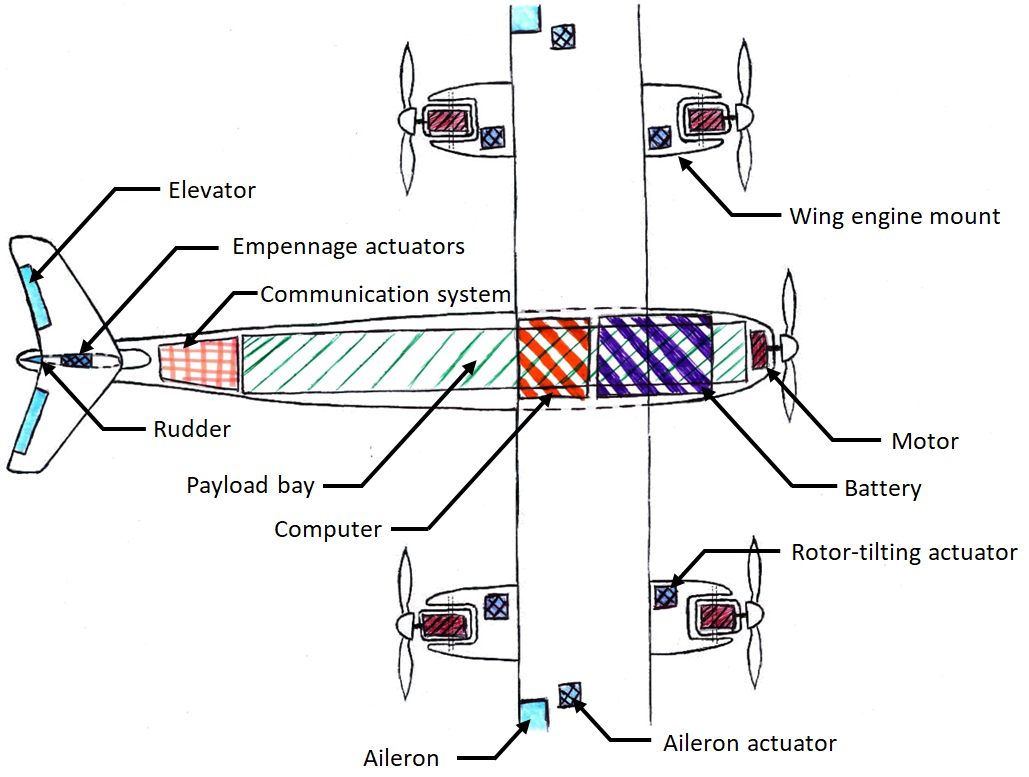 Elevator
Wing engine mount
Empennage actuators
Communication system
Rudder
Motor
Payload bay
Battery
Computer
Rotor-tilting actuator
Aileron actuator
Aileron